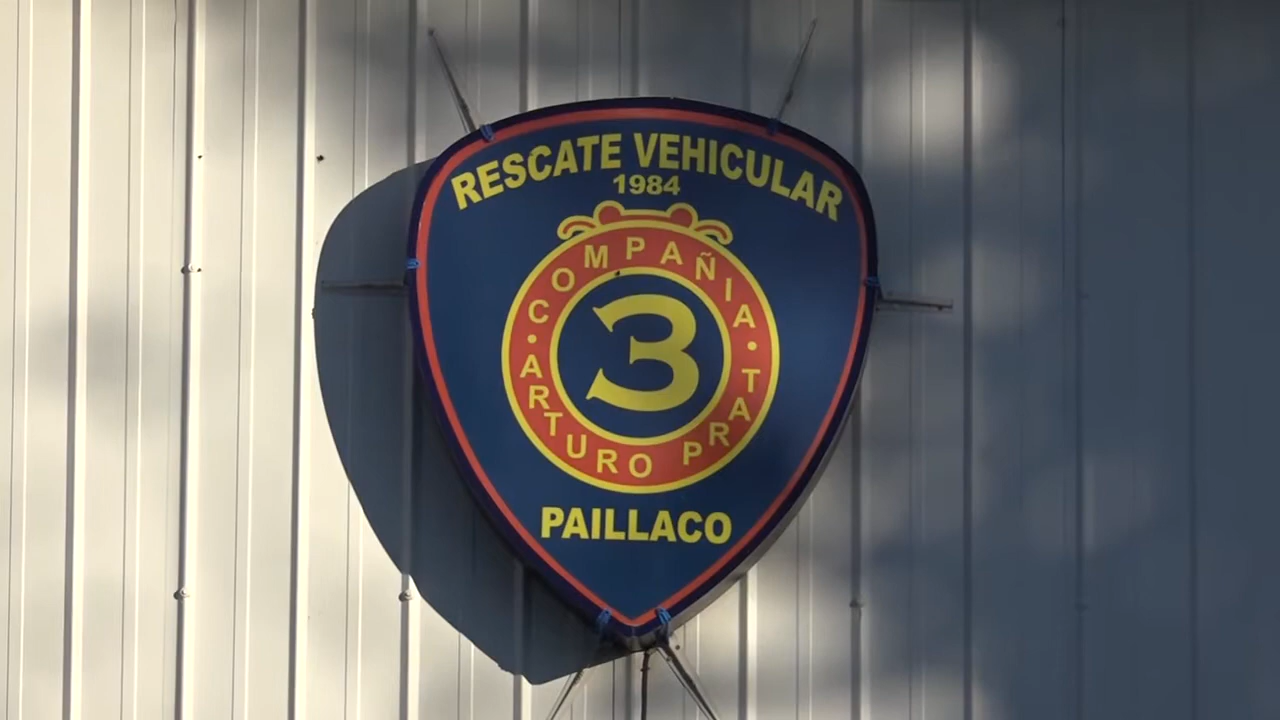 RESCATE VEHICULAR
1984
COMPAÑIA
3
· ARTURO PRAT ·
PAILLACO